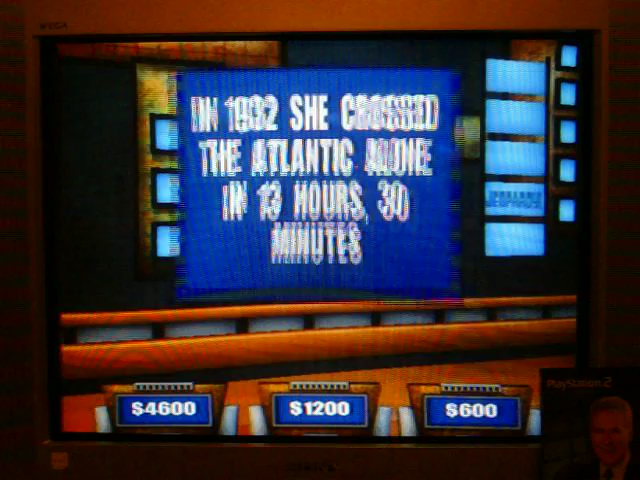 IN 1932 SHE CROSSED
THE ATLANTIC ALONE
IN 13 HOURS, 30
MINUTES
JEOPARDY!
$4600
$1200
$600
PlayStation 2